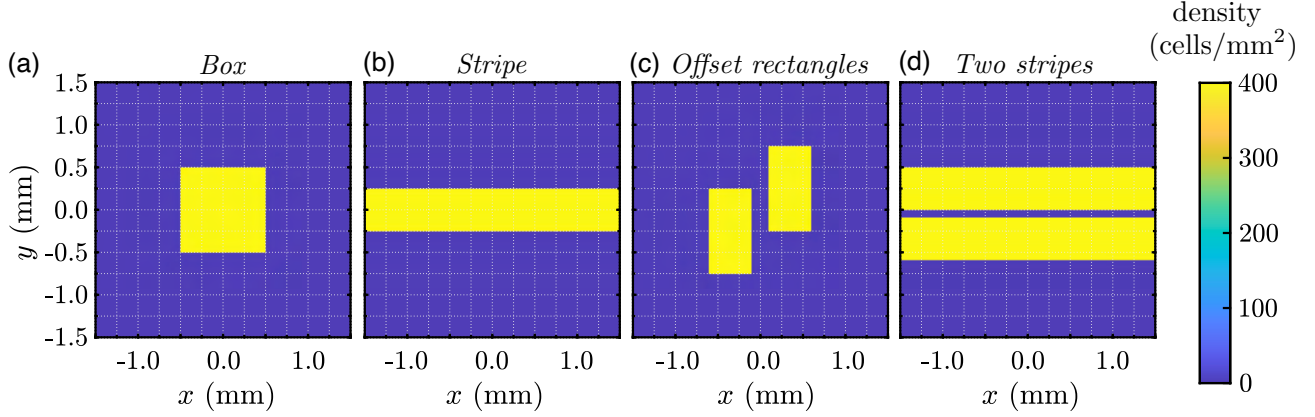 density
(cells/mm²)
(a) Box (b) Stripe (c) Offset rectangles (d) Two stripes
1.5
1.0
0.5
0.0
-0.5
-1.0
-1.5
y (mm)
-1.0 0.0 1.0 -1.0 0.0 1.0 -1.0 0.0 1.0 -1.0 0.0 1.0
x (mm) x (mm) x (mm) x (mm)
400
300
200
100
0